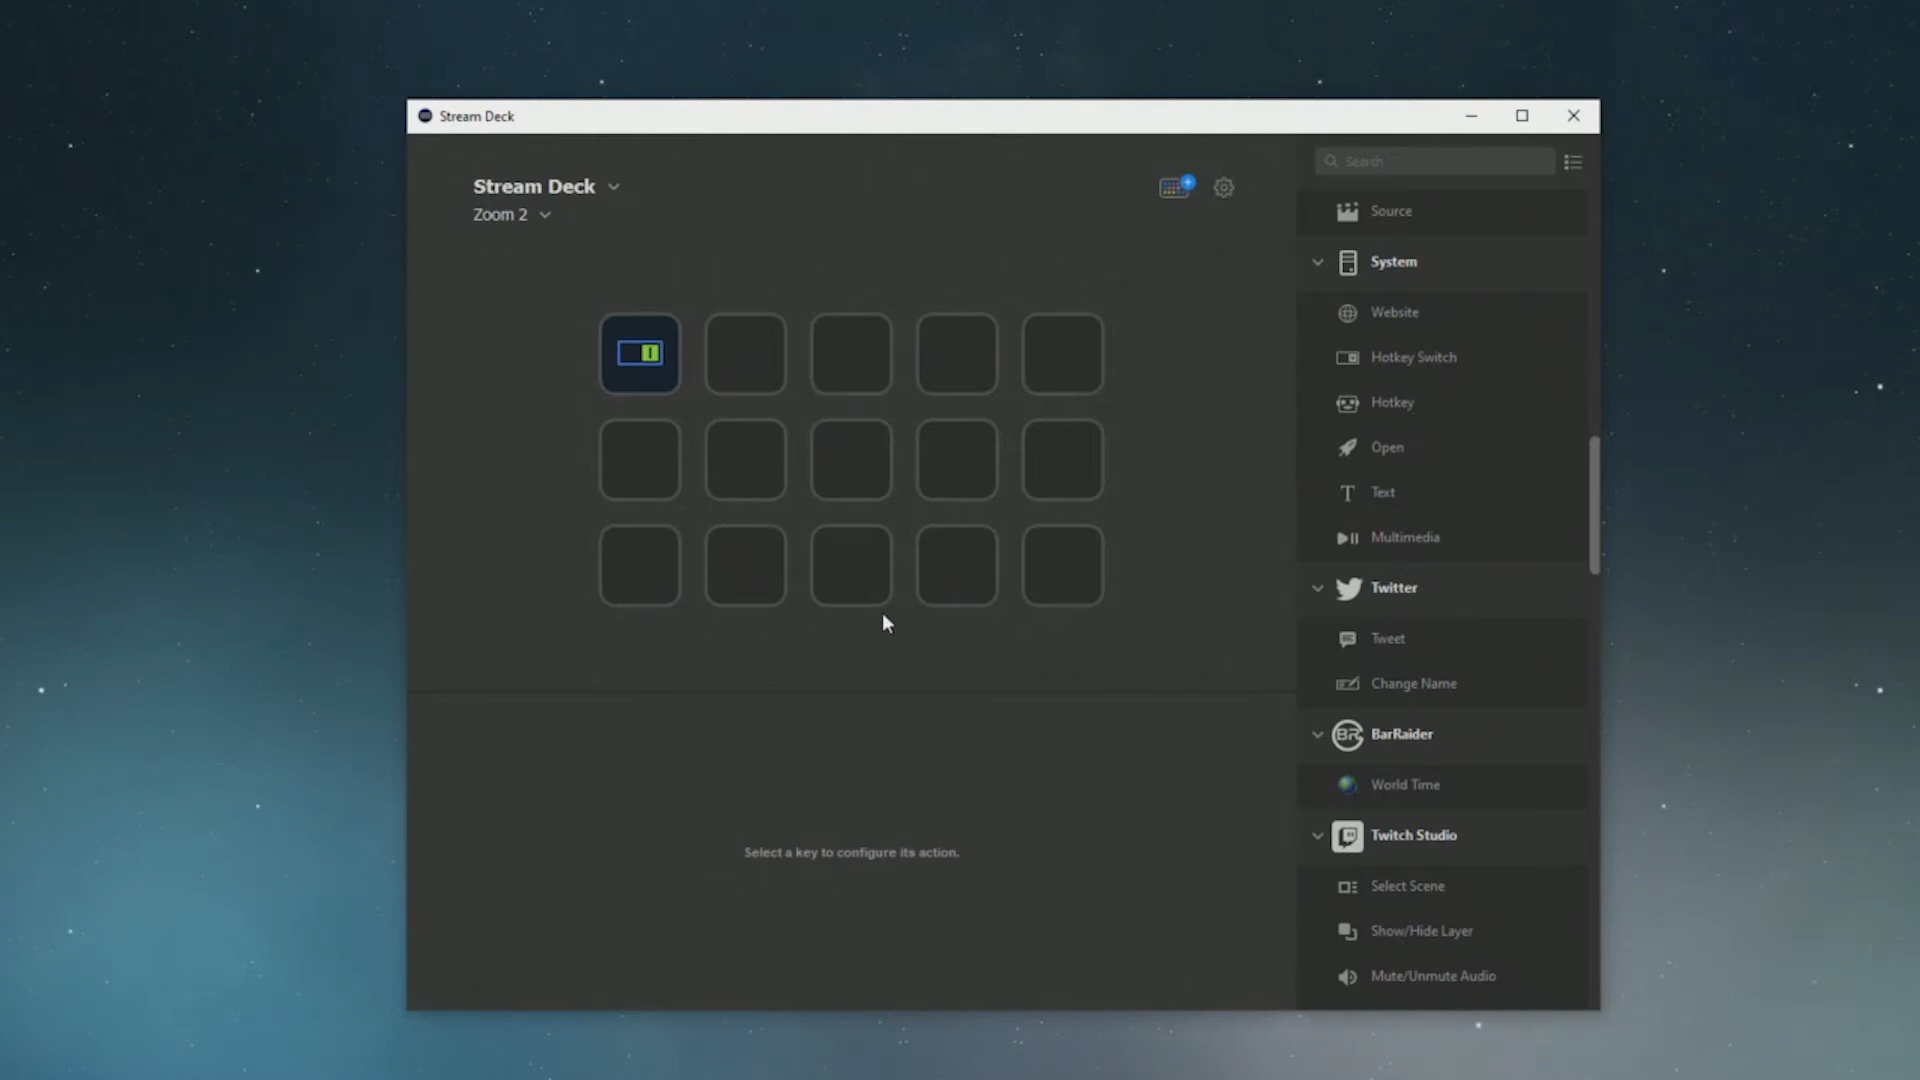 Stream Deck
Stream Deck
Zoom 2
Search
Source
System
Website
Hotkey Switch
Hotkey
Open
Text
Multimedia
Twitter
Tweet
Change Name
BR BarRaider
World Time
Twitch Studio
Select Scene
Show/Hide Layer
Mute/Unmute Audio
Select a key to configure its action.